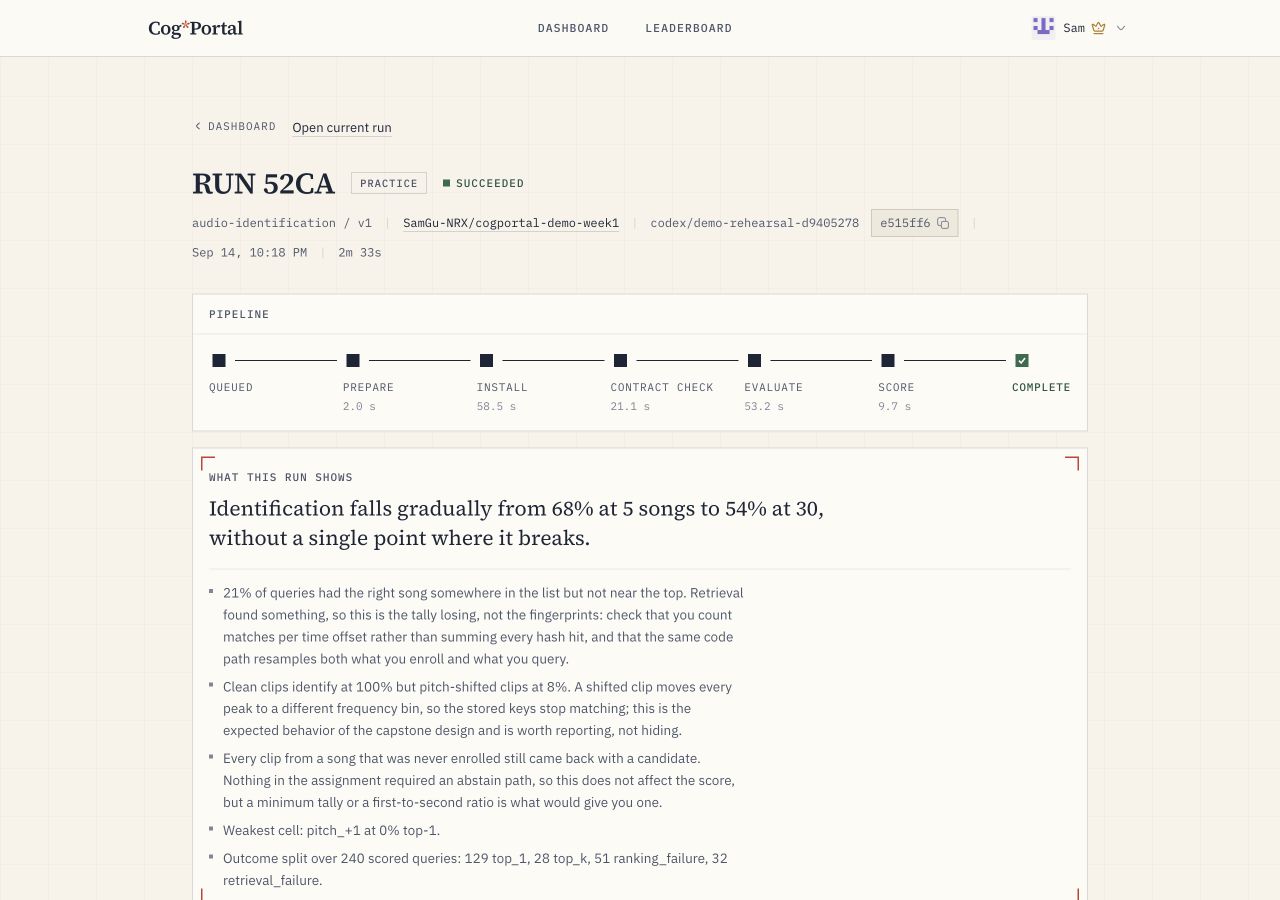 Cog*Portal
DASHBOARD LEADERBOARD
Sam
DASHBOARD Open current run
RUN 52CA PRACTICE SUCCEEDED
audio-identification / v1 | SamGu-NRX/cogportal-demo-week1 | codex/demo-rehearsal-d9405278 e515ff6 |
Sep 14, 10:18 PM | 2m 33s
PIPELINE
QUEUED PREPARE INSTALL CONTRACT CHECK EVALUATE SCORE COMPLETE
2.0 s 58.5 s 21.1 s 53.2 s 9.7 s
WHAT THIS RUN SHOWS
Identification falls gradually from 68% at 5 songs to 54% at 30,
without a single point where it breaks.
21% of queries had the right song somewhere in the list but not near the top. Retrieval
found something, so this is the tally losing, not the fingerprints: check that you count
matches per time offset rather than summing every hash hit, and that the same code
path resamples both what you enroll and what you query.
Clean clips identify at 100% but pitch-shifted clips at 8%. A shifted clip moves every
peak to a different frequency bin, so the stored keys stop matching; this is the
expected behavior of the capstone design and is worth reporting, not hiding.
Every clip from a song that was never enrolled still came back with a candidate.
Nothing in the assignment required an abstain path, so this does not affect the score,
but a minimum tally or a first-to-second ratio is what would give you one.
Weakest cell: pitch_+1 at 0% top-1.
Outcome split over 240 scored queries: 129 top_1, 28 top_k, 51 ranking_failure, 32
retrieval_failure.